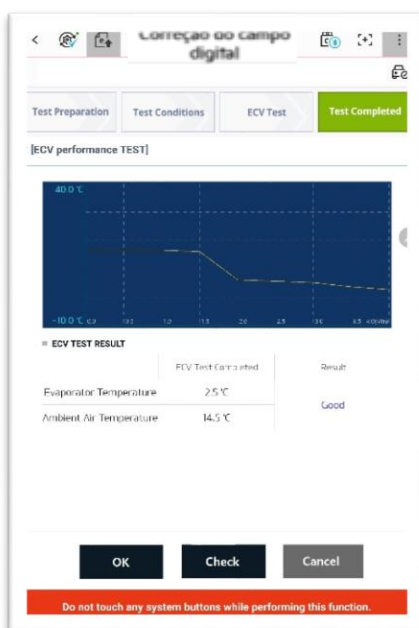 Correção do campo
digital
Test Preparation
Test Conditions
ECV Test
Test Completed
[ECV performance TEST]
40.0 ℃
-10.0 ℃
ECV TEST RESULT
ECV Test Completed
Result
Evaporator Temperature
2.5 ℃
Good
Ambient Air Temperature
14.5 ℃
OK
Check
Cancel
Do not touch any system buttons while performing this function.